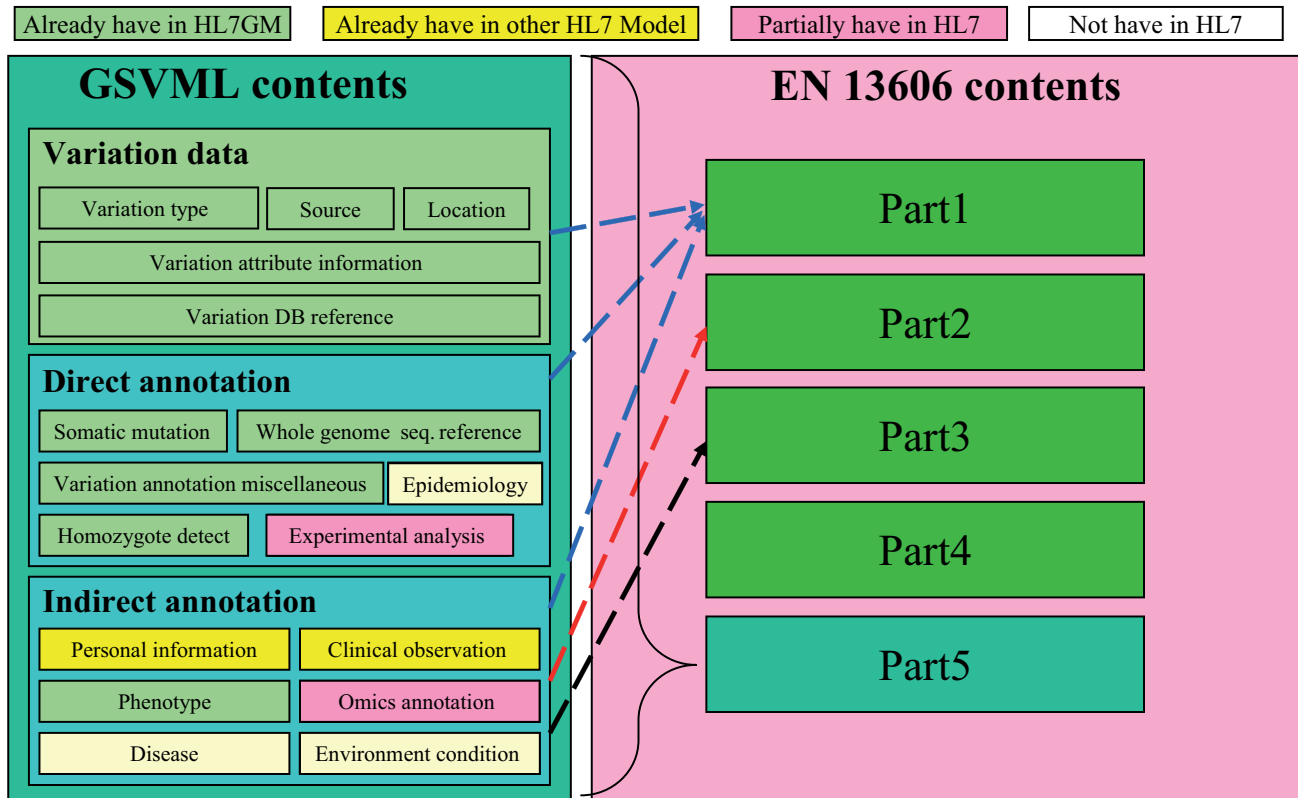 Already have in HL7GM
Already have in other HL7 Model
Partially have in HL7
Not have in HL7
GSVML contents
Variation data
Variation type
Source
Location
Variation attribute information
Variation DB reference
Direct annotation
Somatic mutation
Whole genome seq. reference
Variation annotation miscellaneous
Epidemiology
Homozygote detect
Experimental analysis
Indirect annotation
Personal information
Clinical observation
Phenotype
Omics annotation
Disease
Environment condition
EN 13606 contents
Part1
Part2
Part3
Part4
Part5